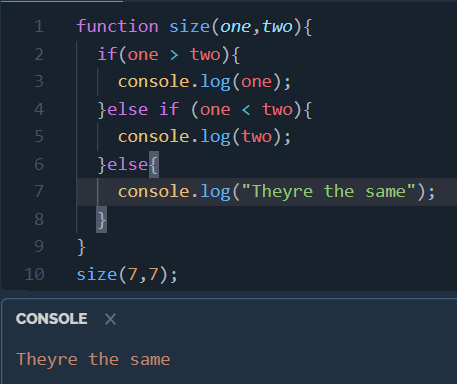 1 function size(one,two){
2 if(one > two){
3 console.log(one);
4 }else if (one < two){
5 console.log(two);
6 }else{
7 console.log("Theyre the same");
8 }
9 }
10 size(7,7);
CONSOLE X
Theyre the same